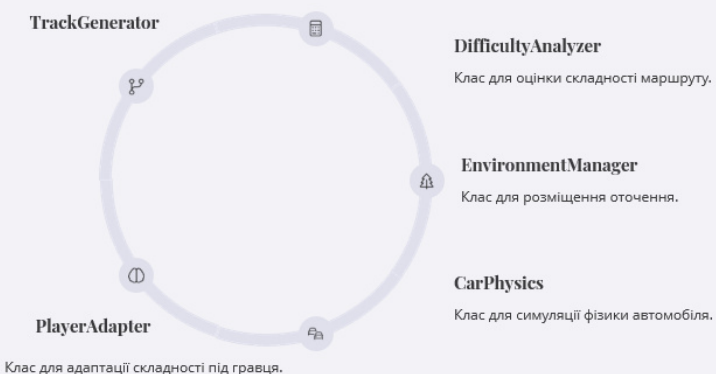 TrackGenerator
DifficultyAnalyzer
Клас для оцінки складності маршруту.
EnvironmentManager
Клас для розміщення оточення.
CarPhysics
Клас для симуляції фізики автомобіля.
PlayerAdapter
Клас для адаптації складності під гравця.